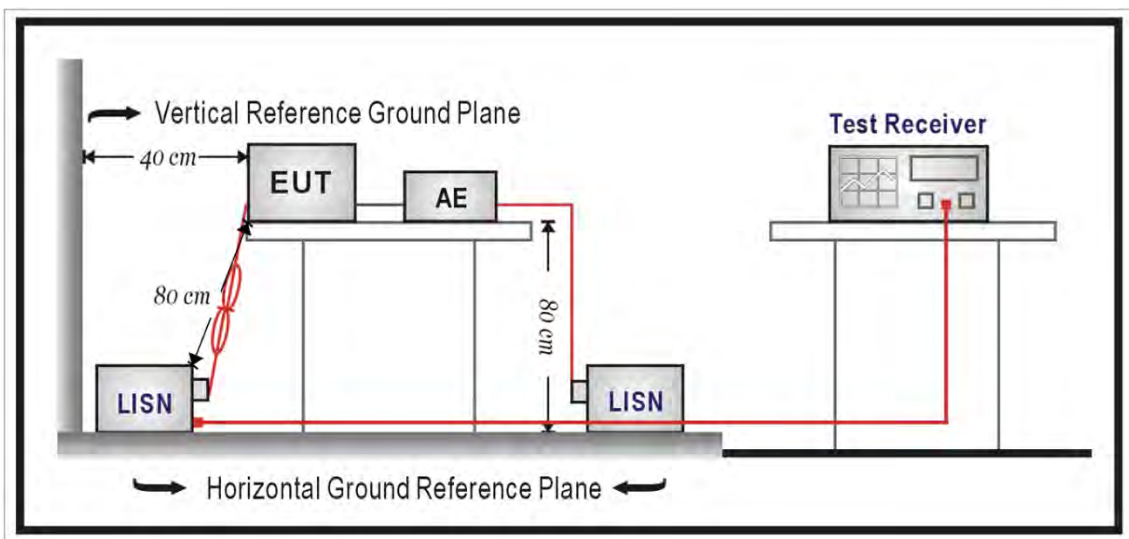 Vertical Reference Ground Plane
Test Receiver
40 cm
EUT
AE
80 cm
80 cm
LISN
LISN
Horizontal Ground Reference Plane